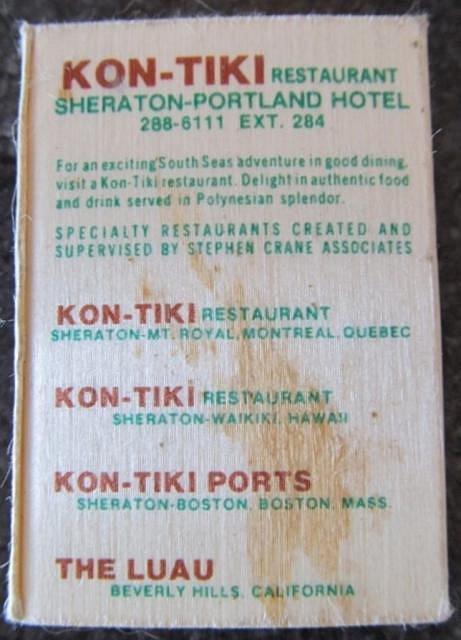 KON-TIKI RESTAURANT
SHERATON-PORTLAND HOTEL
288-6111 EXT. 284
For an exciting South Seas adventure in good dining,
visit a Kon-Tiki restaurant. Delight in authentic food
and drink served in Polynesian splendor.
SPECIALTY RESTAURANTS CREATED AND
SUPERVISED BY STEPHEN CRANE ASSOCIATES
KON-TIKI RESTAURANT
SHERATON-MT. ROYAL, MONTREAL, QUEBEC
KON-TIKI RESTAURANT
SHERATON-WAIKIKI, HAWAII
KON-TIKI PORTS
SHERATON-BOSTON, BOSTON, MASS.
THE LUAU
BEVERLY HILLS, CALIFORNIA